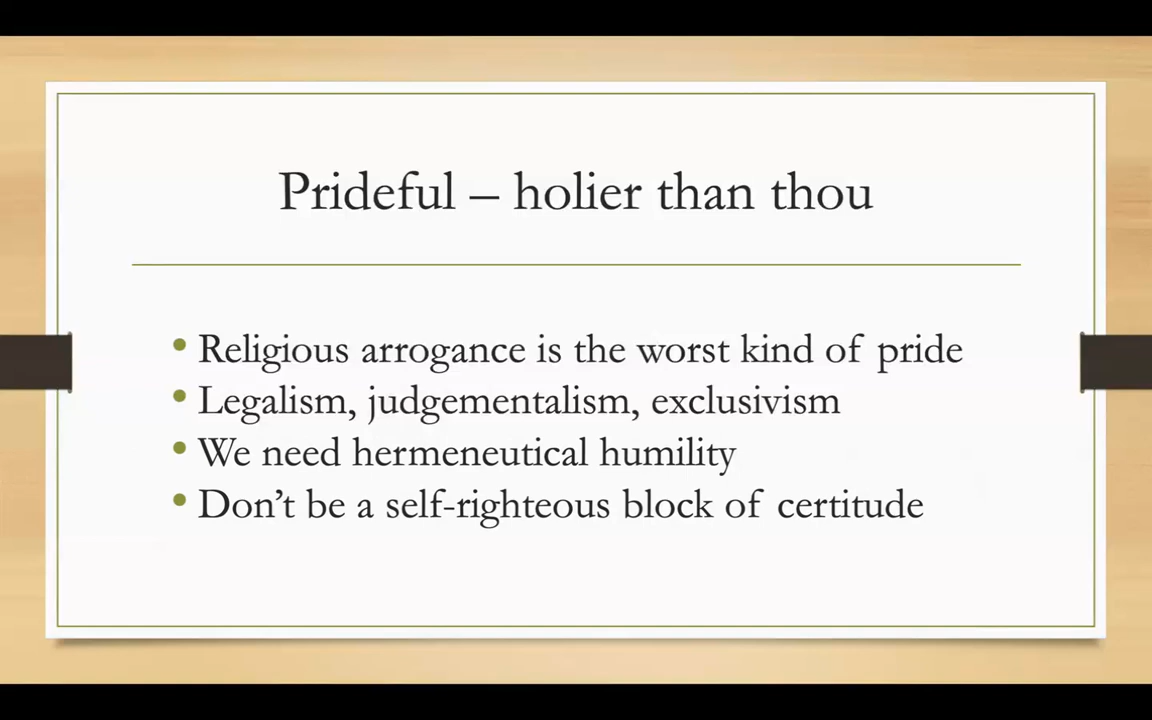 Prideful – holier than thou
• Religious arrogance is the worst kind of pride
• Legalism, judgementalism, exclusivism
• We need hermeneutical humility
• Don’t be a self-righteous block of certitude